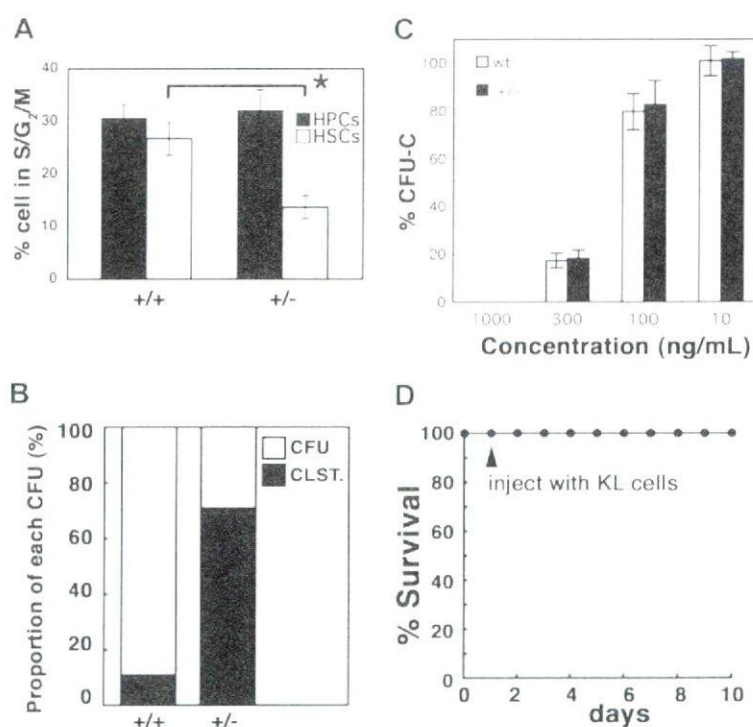 A
% cell in S/G2/M
40
30
20
10
0
*
HPCs
HSCs
+/+
+/-
C
% CFU-C
100
80
60
40
20
0
wt
1000
300
100
10
Concentration (ng/mL)
B
Proportion of each CFU (%)
100
80
60
40
20
0
CFU
CLST.
+/+
+/-
D
% Survival
100
80
60
40
20
0
inject with KL cells
0
2
4
6
8
10
days